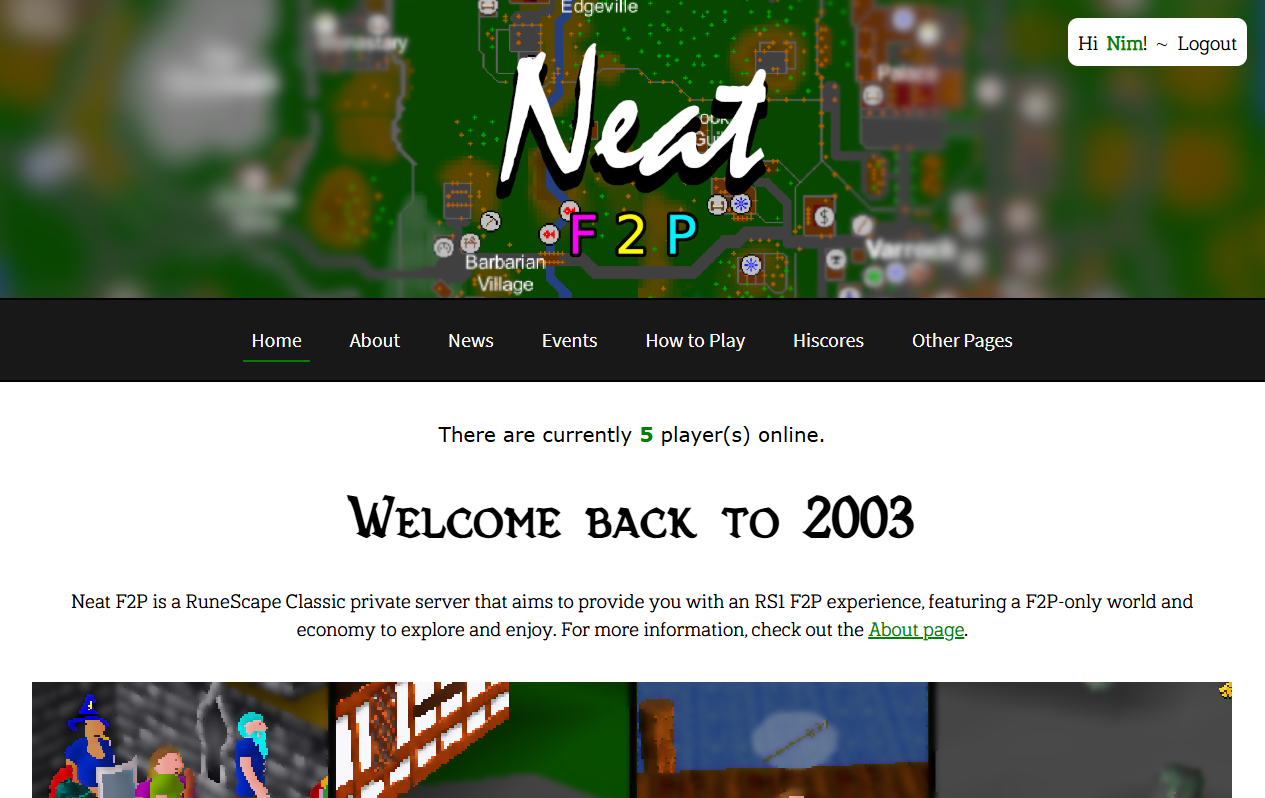 Edgeville
Monastary
Hi Nim! ~ Logout
Palace
Neat
F 2 P
Barbarian
Village
Varrock
Home About News Events How to Play Hiscores Other Pages
There are currently 5 player(s) online.
Welcome back to 2003
Neat F2P is a RuneScape Classic private server that aims to provide you with an RS1 F2P experience, featuring a F2P-only world and
economy to explore and enjoy. For more information, check out the About page.